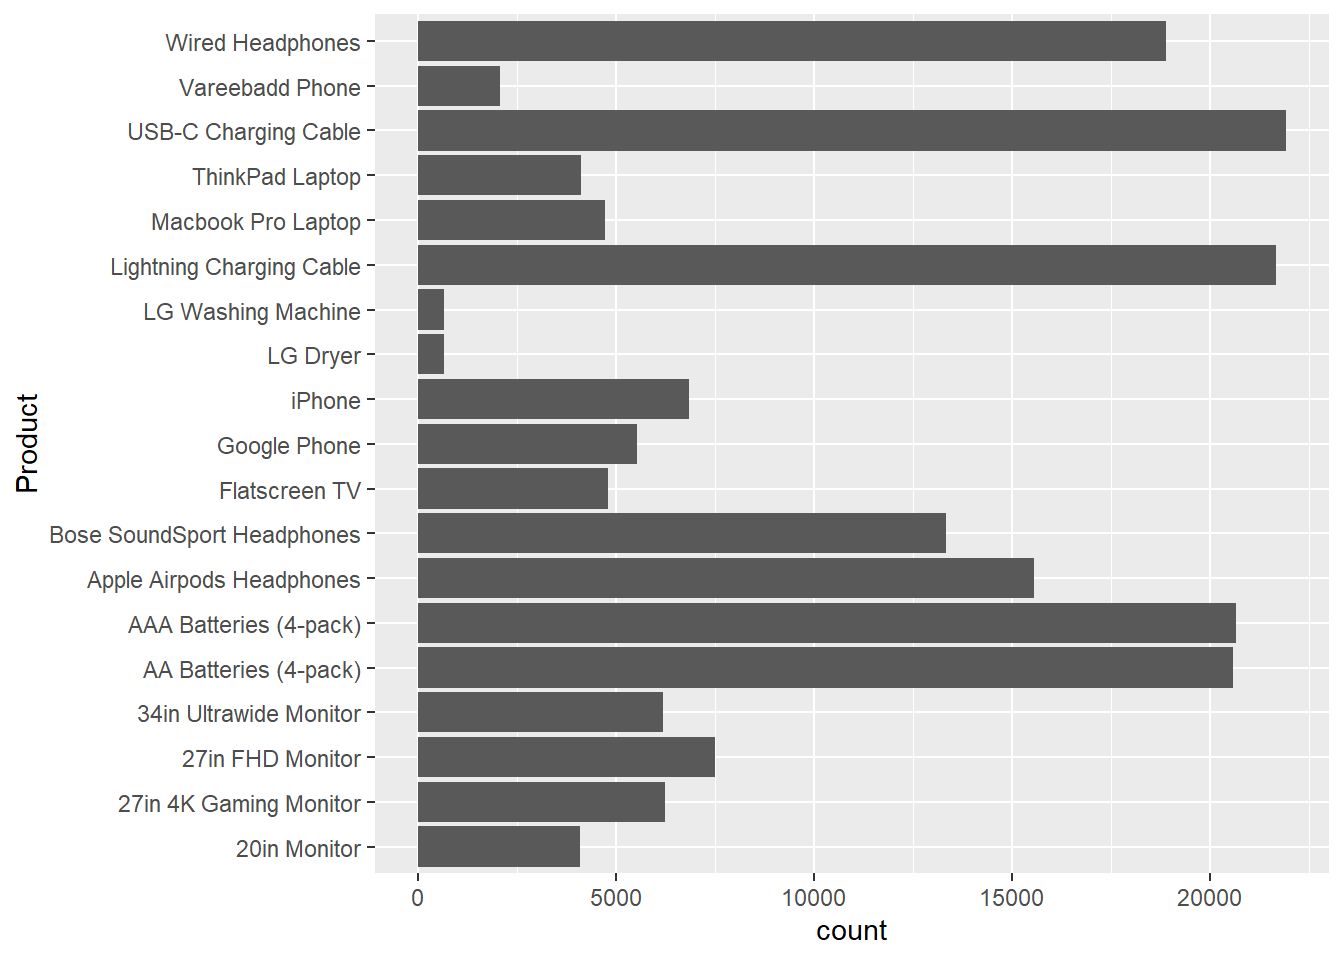 Wired Headphones
Vareebadd Phone
USB-C Charging Cable
ThinkPad Laptop
Macbook Pro Laptop
Lightning Charging Cable
LG Washing Machine
LG Dryer
iPhone
Google Phone
Flatscreen TV
Bose SoundSport Headphones
Apple Airpods Headphones
AAA Batteries (4-pack)
AA Batteries (4-pack)
34in Ultrawide Monitor
27in FHD Monitor
27in 4K Gaming Monitor
20in Monitor
Product
0 5000 10000 15000 20000
count